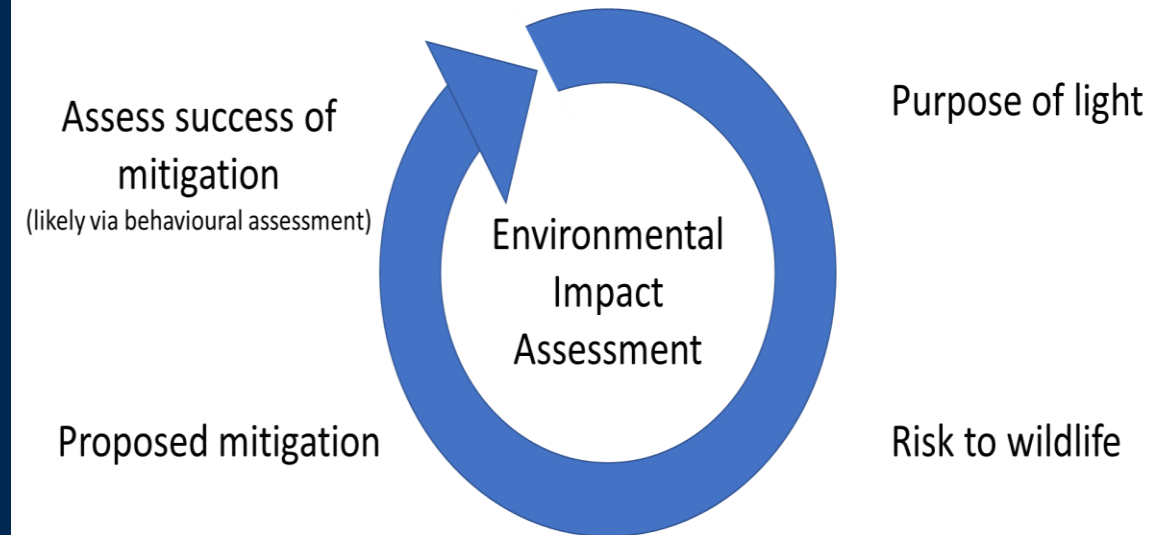 Purpose of light
Risk to wildlife
Proposed mitigation
Assess success of
mitigation
(likely via behavioural assessment)
Environmental
Impact
Assessment